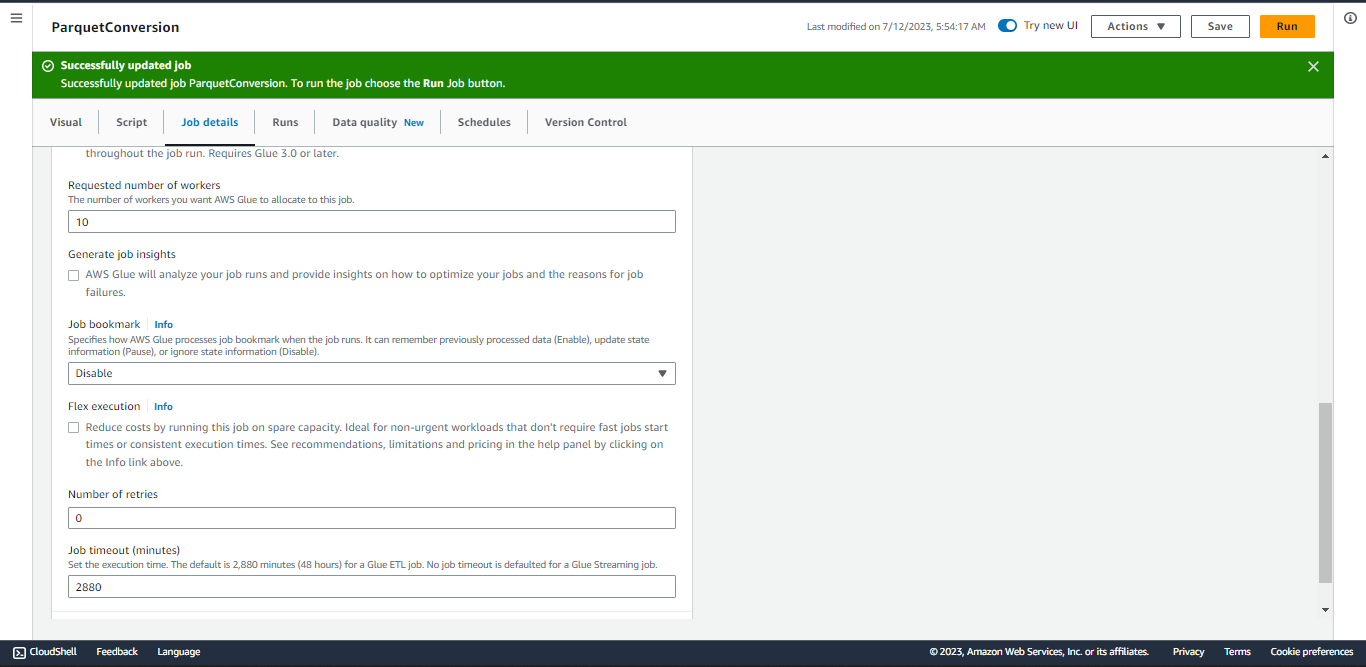 ParquetConversion
Last modified on 7/12/2023, 5:54:17 AM
Try new UI
Actions
Save
Run
Successfully updated job
Successfully updated job ParquetConversion. To run the job choose the Run Job button.
Visual
Script
Job details
Runs
Data quality New
Schedules
Version Control
throughout the job run. Requires Glue 3.0 or later.
Requested number of workers
The number of workers you want AWS Glue to allocate to this job.
10
Generate job insights
AWS Glue will analyze your job runs and provide insights on how to optimize your jobs and the reasons for job
failures.
Job bookmark Info
Specifies how AWS Glue processes job bookmark when the job runs. It can remember previously processed data (Enable), update state
information (Pause), or ignore state information (Disable).
Disable
Flex execution Info
Reduce costs by running this job on spare capacity. Ideal for non-urgent workloads that don't require fast jobs start
times or consistent execution times. See recommendations, limitations and pricing in the help panel by clicking on
the Info link above.
Number of retries
0
Job timeout (minutes)
Set the execution time. The default is 2,880 minutes (48 hours) for a Glue ETL job. No job timeout is defaulted for a Glue Streaming job.
2880
CloudShell
Feedback
Language
© 2023, Amazon Web Services, Inc. or its affiliates.
Privacy
Terms
Cookie preferences